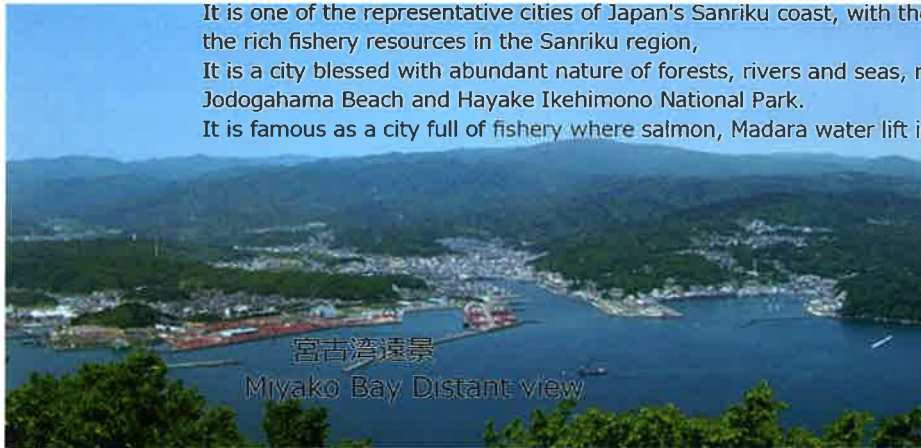 It is one of the representative cities of Japan's Sanriku coast, with the
the rich fishery resources in the Sanriku region,
It is a city blessed with abundant nature of forests, rivers and seas,
Jodogahama Beach and Hayake Ikehimono National Park.
It is famous as a city full of fishery where salmon, Madara water lift
宮古湾遠景
Miyako Bay Distant view